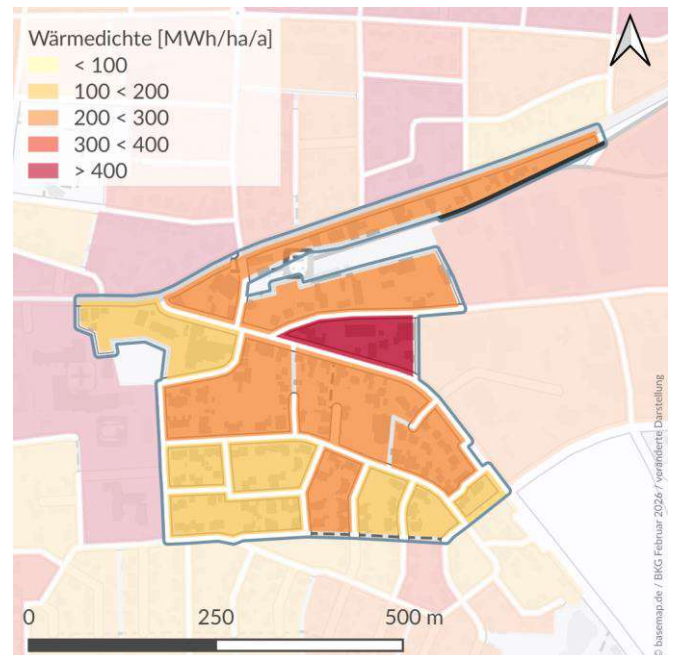 Wärmedichte [MWh/ha/a]
< 100
100 < 200
200 < 300
300 < 400
> 400
© basemap.de / BKG Februar 2026 / veränderte Darstellung
0 250 500 m